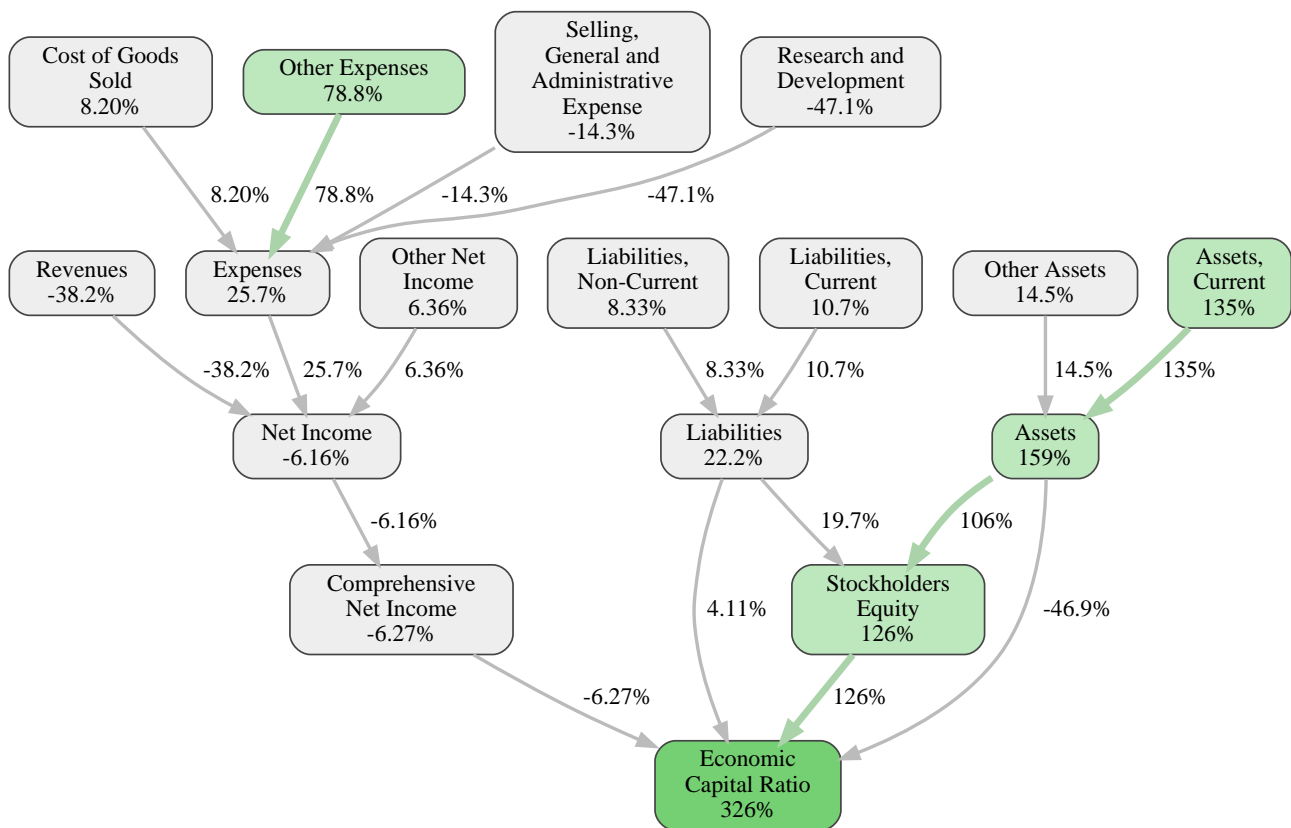 Cost of Goods
Sold
8.20%
Other Expenses
78.8%
Selling,
General and
Administrative
Expense
-14.3%
Research and
Development
-47.1%
8.20%
78.8%
-14.3%
-47.1%
Revenues
-38.2%
Expenses
25.7%
Other Net
Income
6.36%
Liabilities,
Non-Current
8.33%
Liabilities,
Current
10.7%
Other Assets
14.5%
Assets,
Current
135%
-38.2%
25.7%
6.36%
8.33%
10.7%
14.5%
135%
Net Income
-6.16%
Liabilities
22.2%
Assets
159%
-6.16%
19.7%
106%
Comprehensive
Net Income
-6.27%
4.11%
Stockholders
Equity
126%
-46.9%
-6.27%
126%
Economic
Capital Ratio
326%